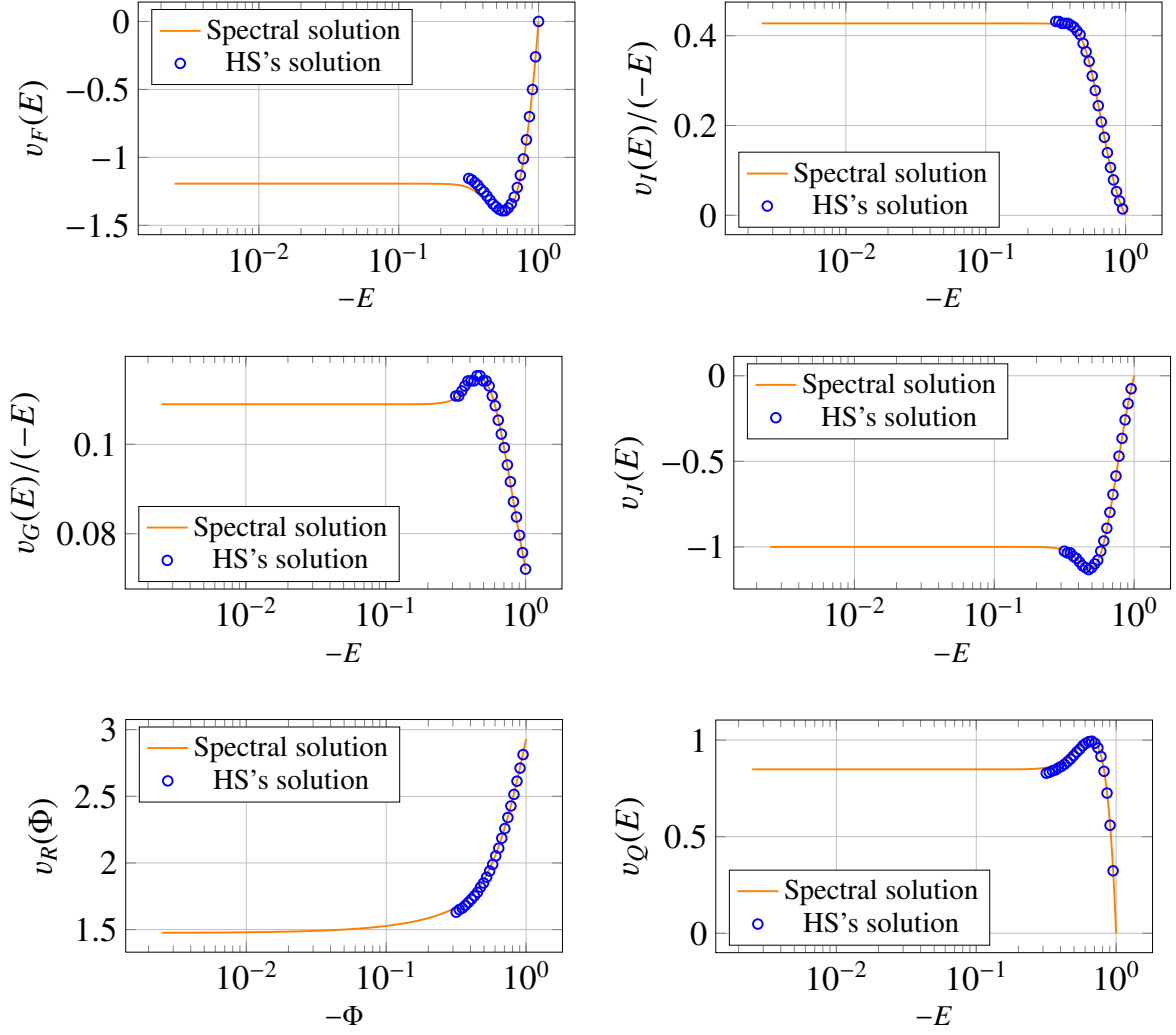 0
−0.5
−1
−1.5
v_F(E)
Spectral solution
HS's solution
10^−2
10^−1
10^0
−E
0.4
0.2
0
v_I(E)/(−E)
Spectral solution
HS's solution
10^−2
10^−1
10^0
−E
0.1
0.08
v_G(E)/(−E)
Spectral solution
HS's solution
10^−2
10^−1
10^0
−E
0
−0.5
−1
v_J(E)
Spectral solution
HS's solution
10^−2
10^−1
10^0
−E
3
2.5
2
1.5
v_R(Φ)
Spectral solution
HS's solution
10^−2
10^−1
10^0
−Φ
1
0.5
0
v_Q(E)
Spectral solution
HS's solution
10^−2
10^−1
10^0
−E